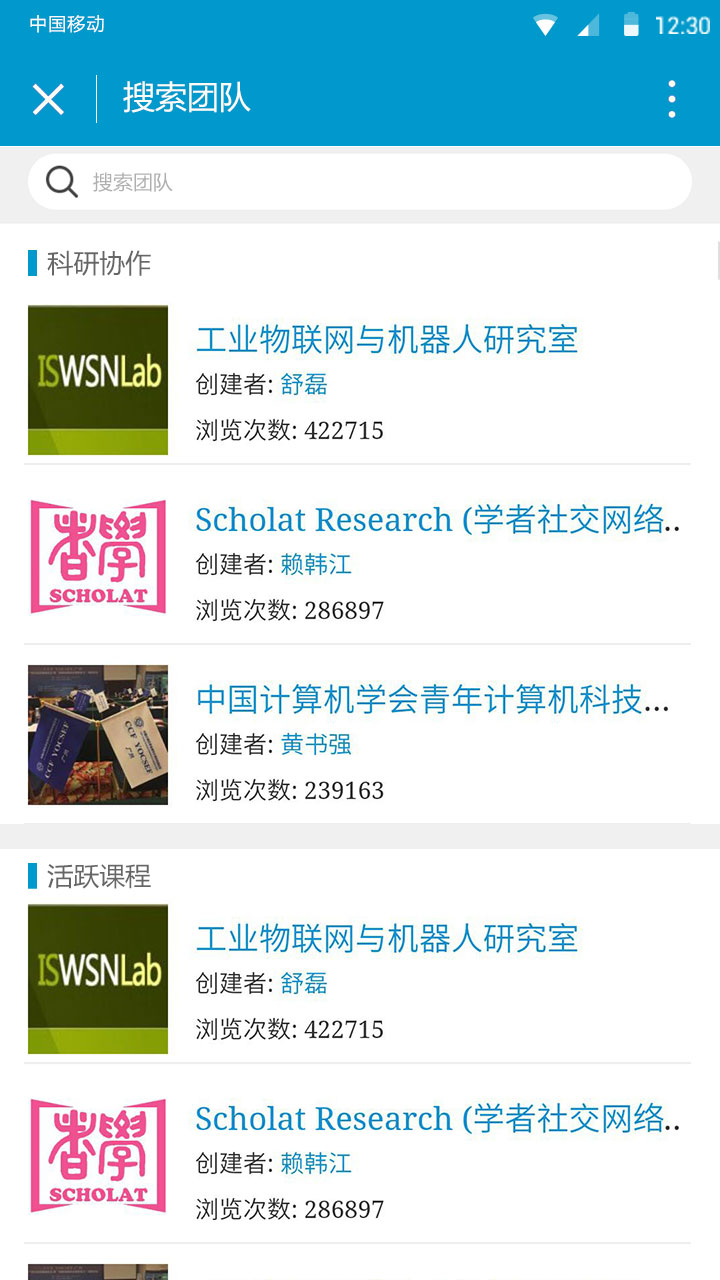 中国移动
12:30
搜索团队
搜索团队
科研协作
ISWSNLab
工业物联网与机器人研究室
创建者: 舒磊
浏览次数: 422715
SCHOLAT
Scholat Research (学者社交网络..
创建者: 赖韩江
浏览次数: 286897
CCF YOCSEF
CCF YOCSEF
中国计算机学会青年计算机科技...
创建者: 黄书强
浏览次数: 239163
活跃课程
ISWSNLab
工业物联网与机器人研究室
创建者: 舒磊
浏览次数: 422715
SCHOLAT
Scholat Research (学者社交网络..
创建者: 赖韩江
浏览次数: 286897